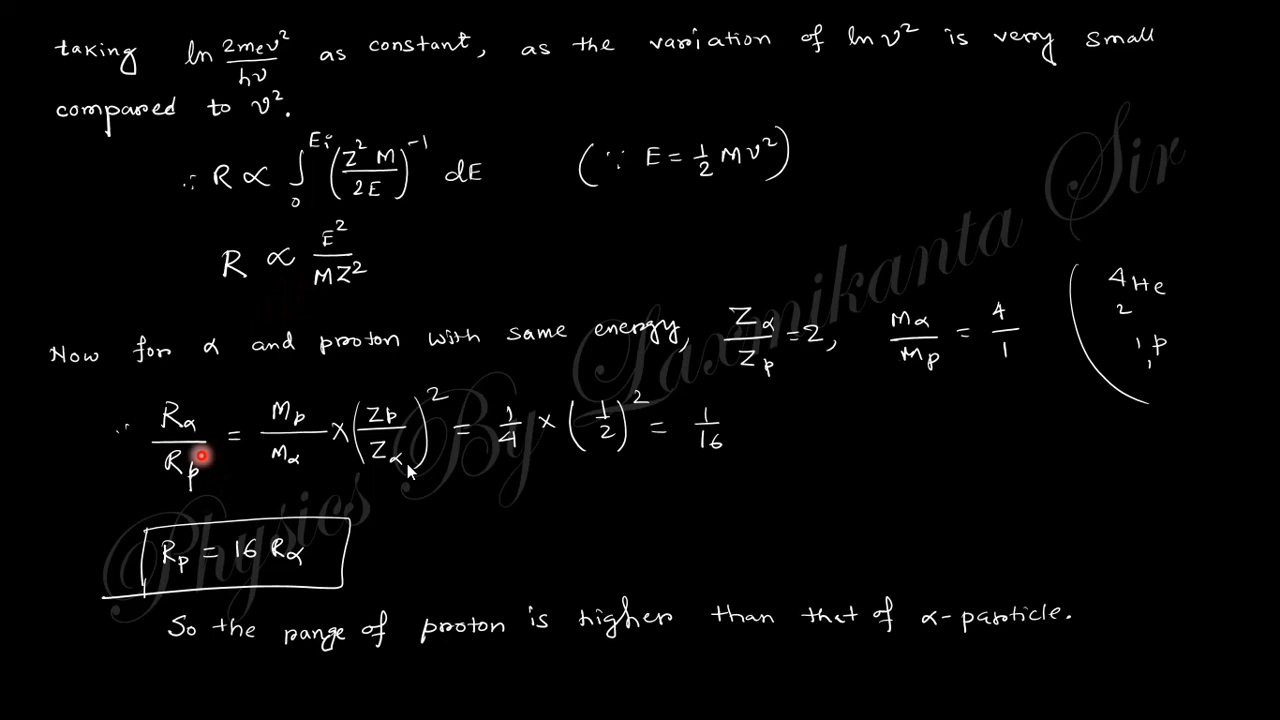 taking ln 2mev²/hν as constant, as the variation of ln v² is very small
compared to v².
∴ R ∝ ∫₀^Ei (Z² M / 2E)⁻¹ dE (∵ E = ½ M v²)
R ∝ E²/MZ²
Now for α and proton with same energy, Zα/Zp = 2, Mα/Mp = 4/1 ( ⁴₂He
¹₁p
∴ Rα/Rp = Mp/Mα × (Zp/Zα)² = 1/4 × (1/2)² = 1/16
Rp = 16 Rα
So the range of proton is higher than that of α-particle.
Physics By Laxmikanta Sir